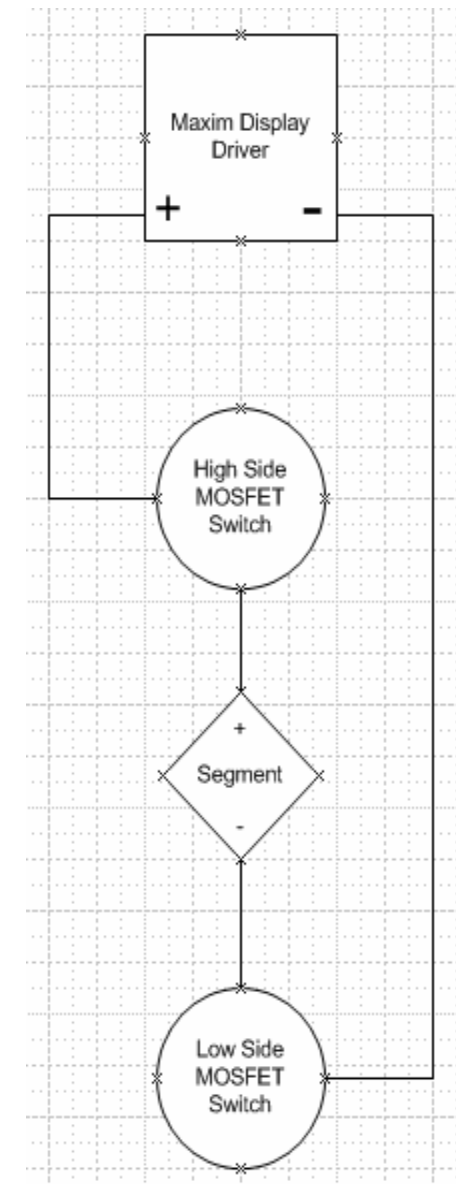 Maxim Display
Driver
+ -
High Side
MOSFET
Switch
+
Segment
-
Low Side
MOSFET
Switch